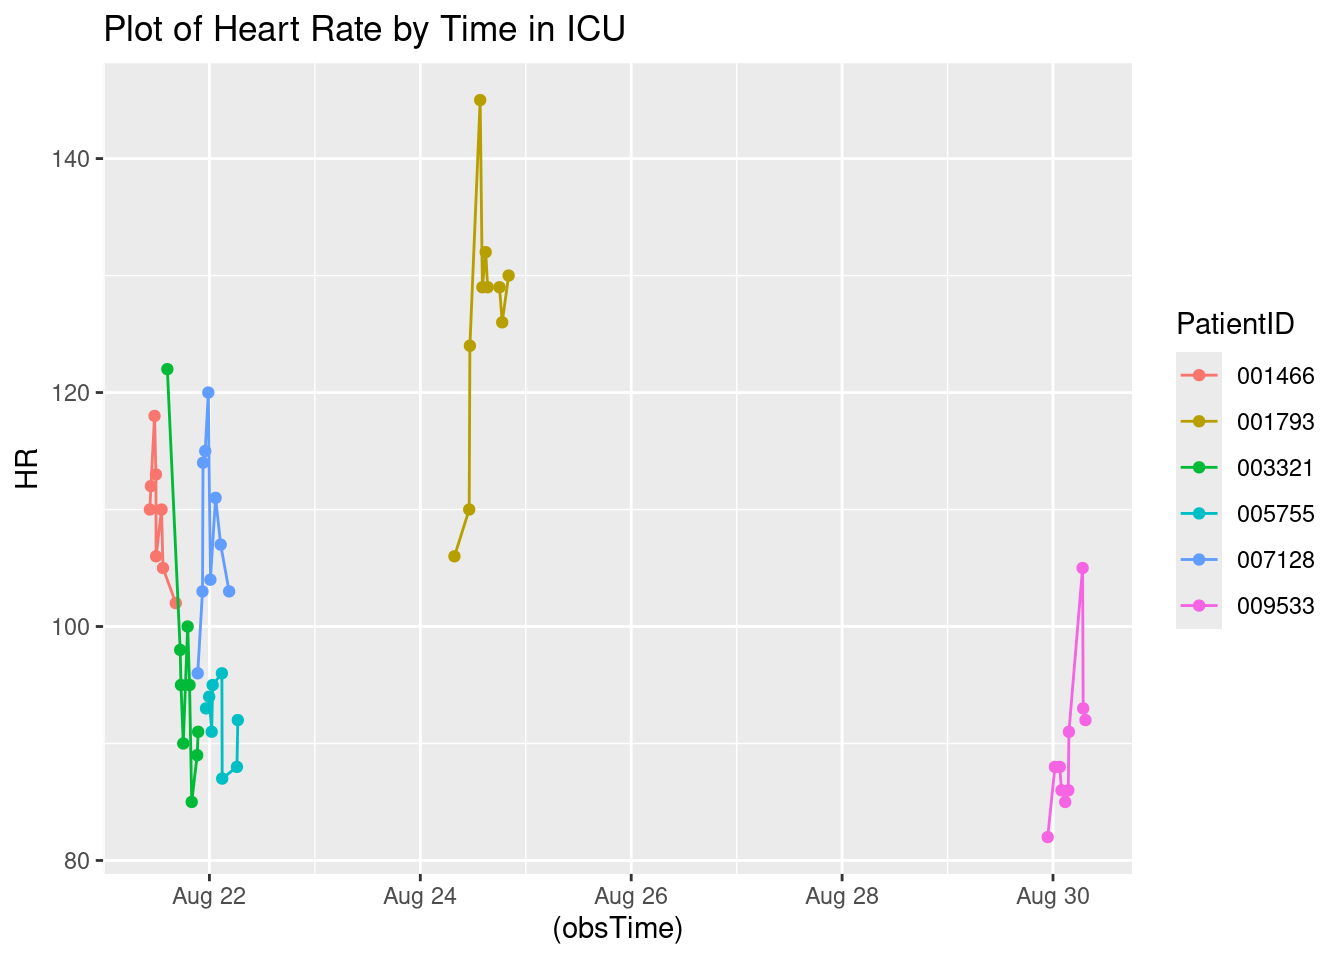 Plot of Heart Rate by Time in ICU
140
120
100
80
HR
Aug 22
Aug 24
Aug 26
Aug 28
Aug 30
(obsTime)
PatientID
001466
001793
003321
005755
007128
009533